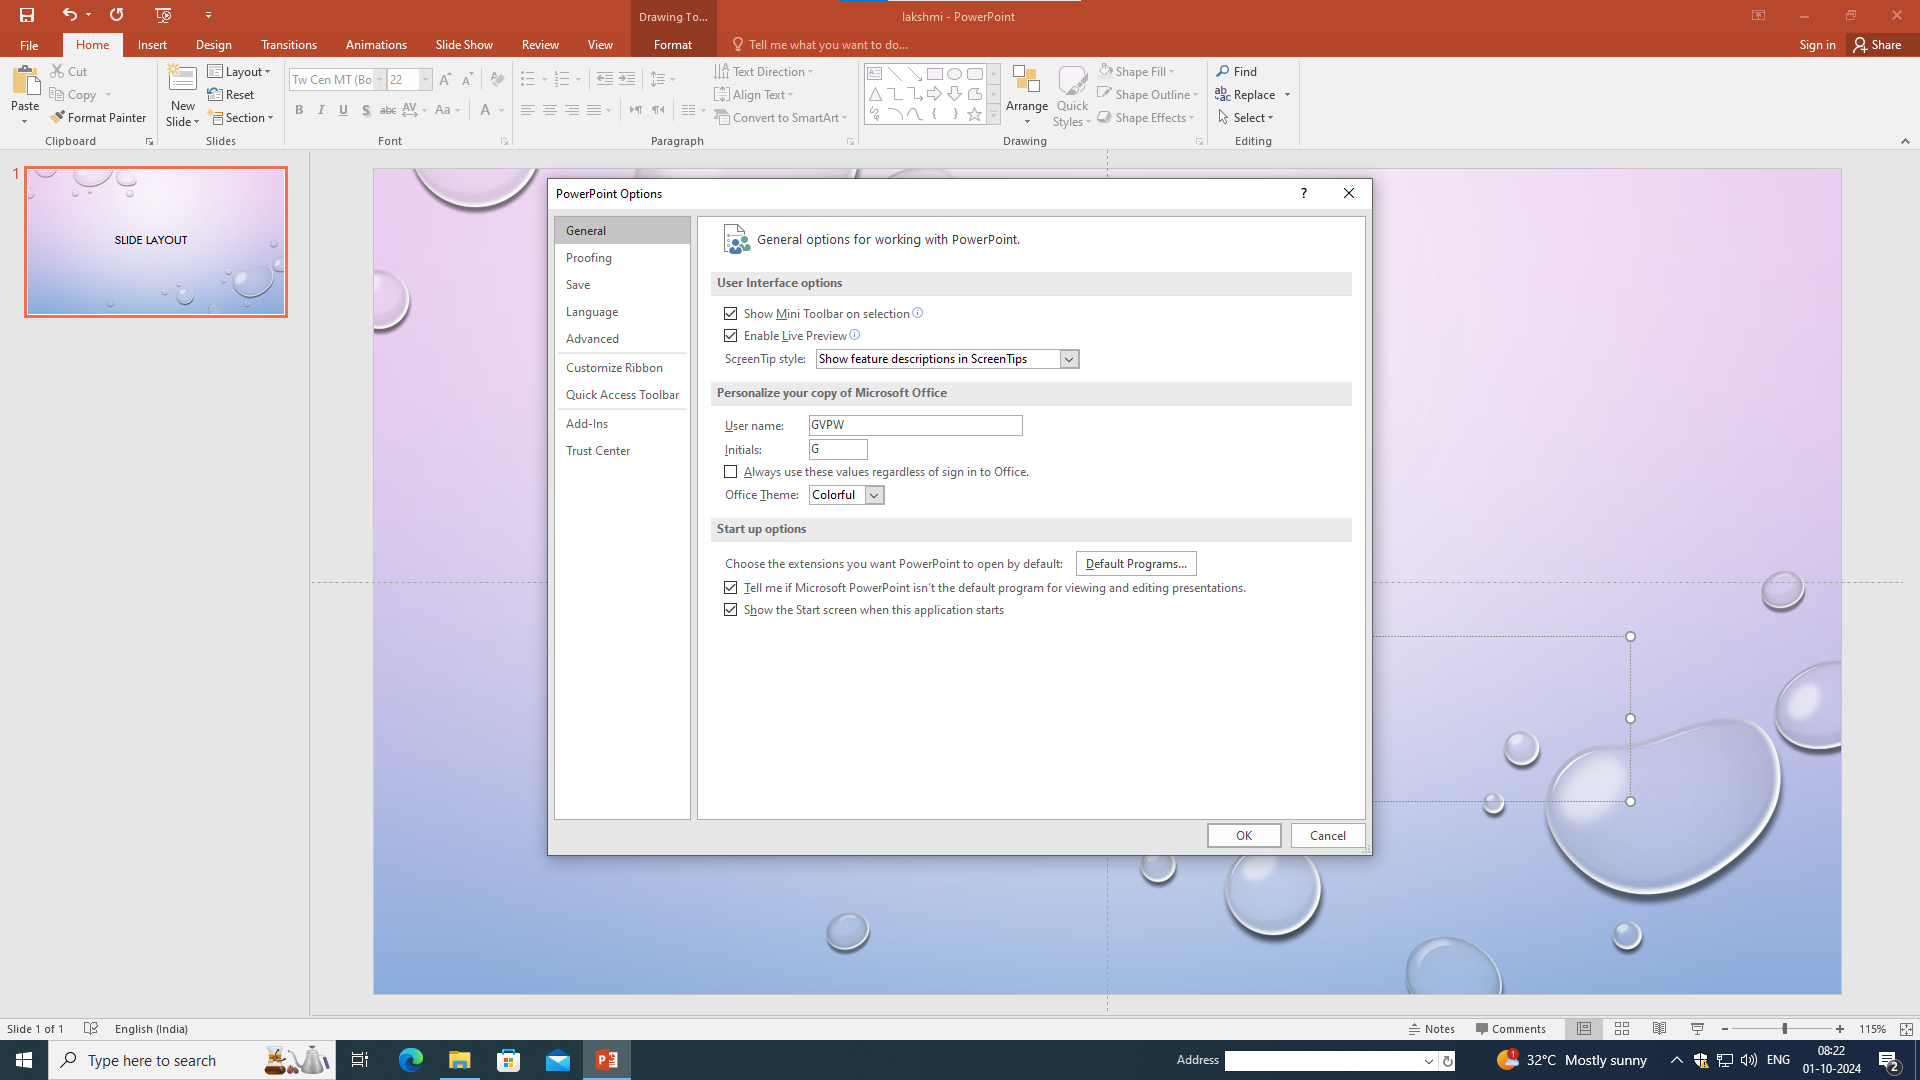 Drawing To...
lakshmi - PowerPoint
File
Home
Insert
Design
Transitions
Animations
Slide Show
Review
View
Format
Tell me what you want to do...
Sign in
Share
Paste
Cut
Copy
Format Painter
Clipboard
New Slide
Layout
Reset
Section
Slides
Tw Cen MT (Bo
22
Font
Text Direction
Align Text
Convert to SmartArt
Paragraph
Arrange
Quick Styles
Shape Fill
Shape Outline
Shape Effects
Drawing
Find
Replace
Select
Editing
1
SLIDE LAYOUT
PowerPoint Options
General
Proofing
Save
Language
Advanced
Customize Ribbon
Quick Access Toolbar
Add-Ins
Trust Center
General options for working with PowerPoint.
User Interface options
Show Mini Toolbar on selection
Enable Live Preview
ScreenTip style: Show feature descriptions in ScreenTips
Personalize your copy of Microsoft Office
User name: GVPW
Initials: G
Always use these values regardless of sign in to Office.
Office Theme: Colorful
Start up options
Choose the extensions you want PowerPoint to open by default: Default Programs...
Tell me if Microsoft PowerPoint isn't the default program for viewing and editing presentations.
Show the Start screen when this application starts
OK
Cancel
Slide 1 of 1
English (India)
Notes
Comments
115%
Type here to search
Address
1
32°C Mostly sunny
ENG
08:22
01-10-2024
2